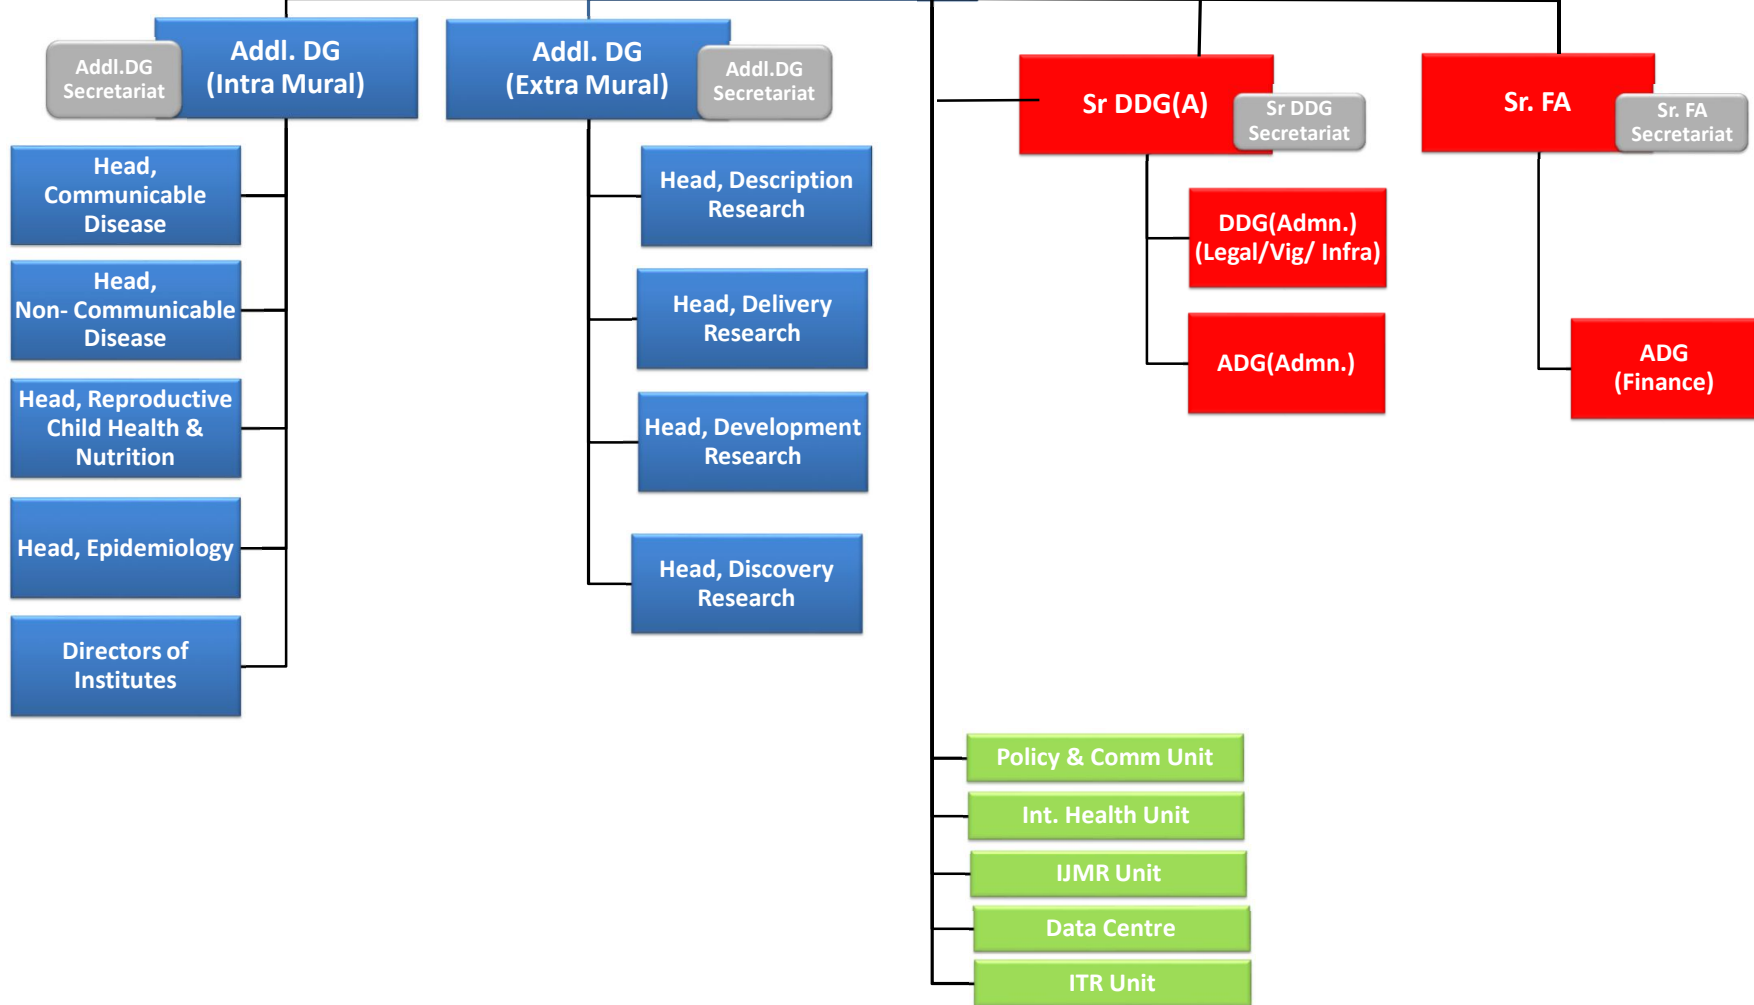 Addl.DG
Secretariat
Addl. DG
(Intra Mural)
Head,
Communicable
Disease
Head,
Non- Communicable
Disease
Head, Reproductive
Child Health &
Nutrition
Head, Epidemiology
Directors of
Institutes
Addl. DG
(Extra Mural)
Addl.DG
Secretariat
Head, Description
Research
Head, Delivery
Research
Head, Development
Research
Head, Discovery
Research
Sr DDG(A)
Sr DDG
Secretariat
DDG(Admn.)
(Legal/Vig/ Infra)
ADG(Admn.)
Sr. FA
Sr. FA
Secretariat
ADG
(Finance)
Policy & Comm Unit
Int. Health Unit
IJMR Unit
Data Centre
ITR Unit